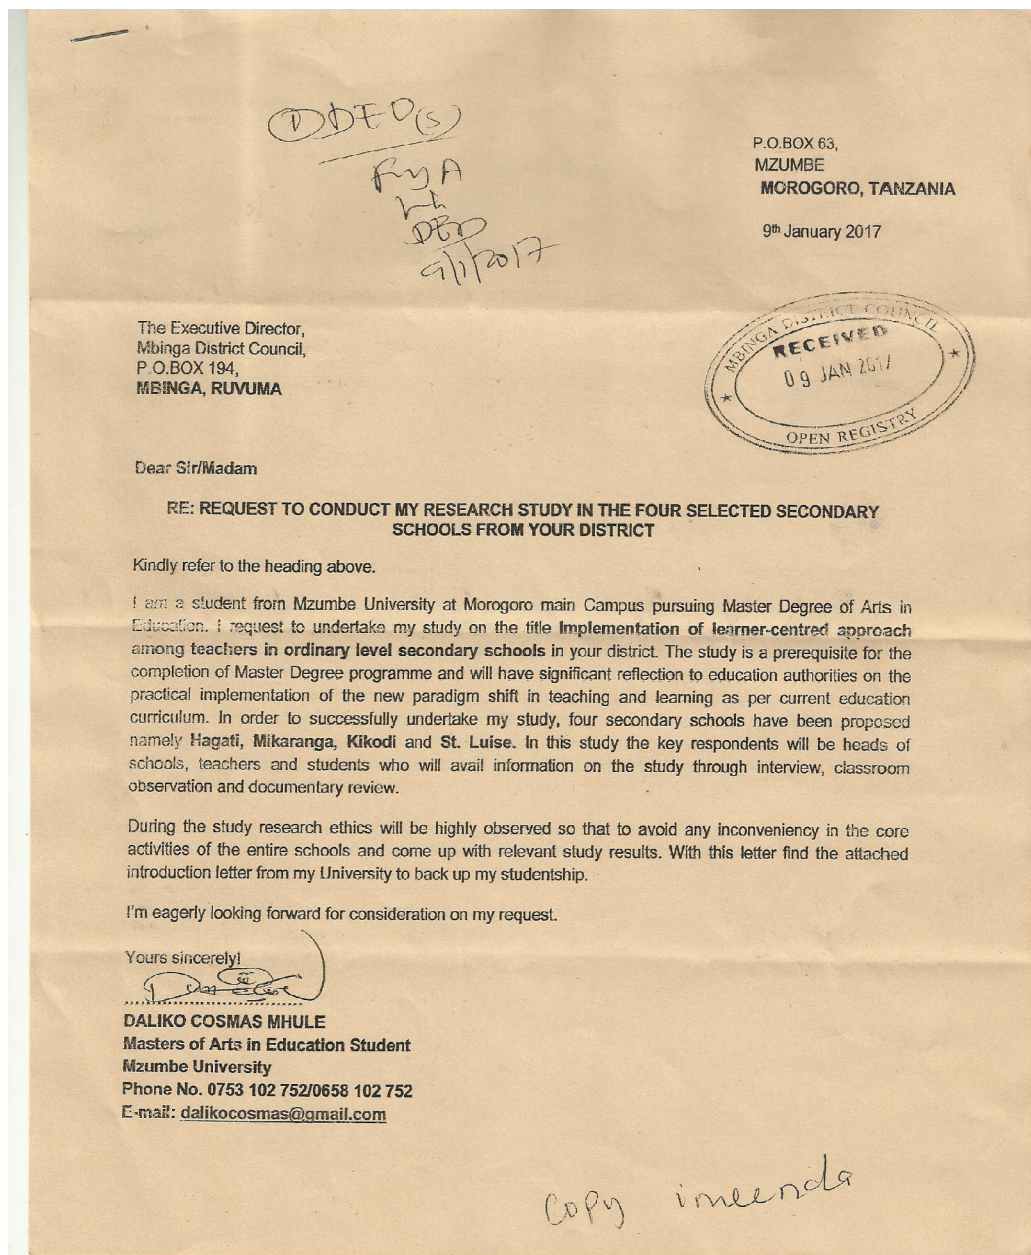 DDEO(s)
DED
9/1/2017
P.O.BOX 63,
MZUMBE
MOROGORO, TANZANIA
9th January 2017
The Executive Director,
Mbinga District Council,
P.O.BOX 194,
MBINGA, RUVUMA
MBINGA DISTRICT COUNCIL
RECEIVED
09 JAN 2017
OPEN REGISTRY
Dear Sir/Madam
RE: REQUEST TO CONDUCT MY RESEARCH STUDY IN THE FOUR SELECTED SECONDARY
SCHOOLS FROM YOUR DISTRICT
Kindly refer to the heading above.
I am a student from Mzumbe University at Morogoro main Campus pursuing Master Degree of Arts in
Education. I request to undertake my study on the title Implementation of learner-centred approach
among teachers in ordinary level secondary schools in your district. The study is a prerequisite for the
completion of Master Degree programme and will have significant reflection to education authorities on the
practical implementation of the new paradigm shift in teaching and learning as per current education
curriculum. In order to successfully undertake my study, four secondary schools have been proposed
namely Hagati, Mikaranga, Kikodi and St. Luise. In this study the key respondents will be heads of
schools, teachers and students who will avail information on the study through interview, classroom
observation and documentary review.
During the study research ethics will be highly observed so that to avoid any inconveniency in the core
activities of the entire schools and come up with relevant study results. With this letter find the attached
introduction letter from my University to back up my studentship.
I'm eagerly looking forward for consideration on my request.
Yours sincerely!
DALIKO COSMAS MHULE
Masters of Arts in Education Student
Mzumbe University
Phone No. 0753 102 752/0658 102 752
E-mail: dalikocosmas@gmail.com
copy imeenda